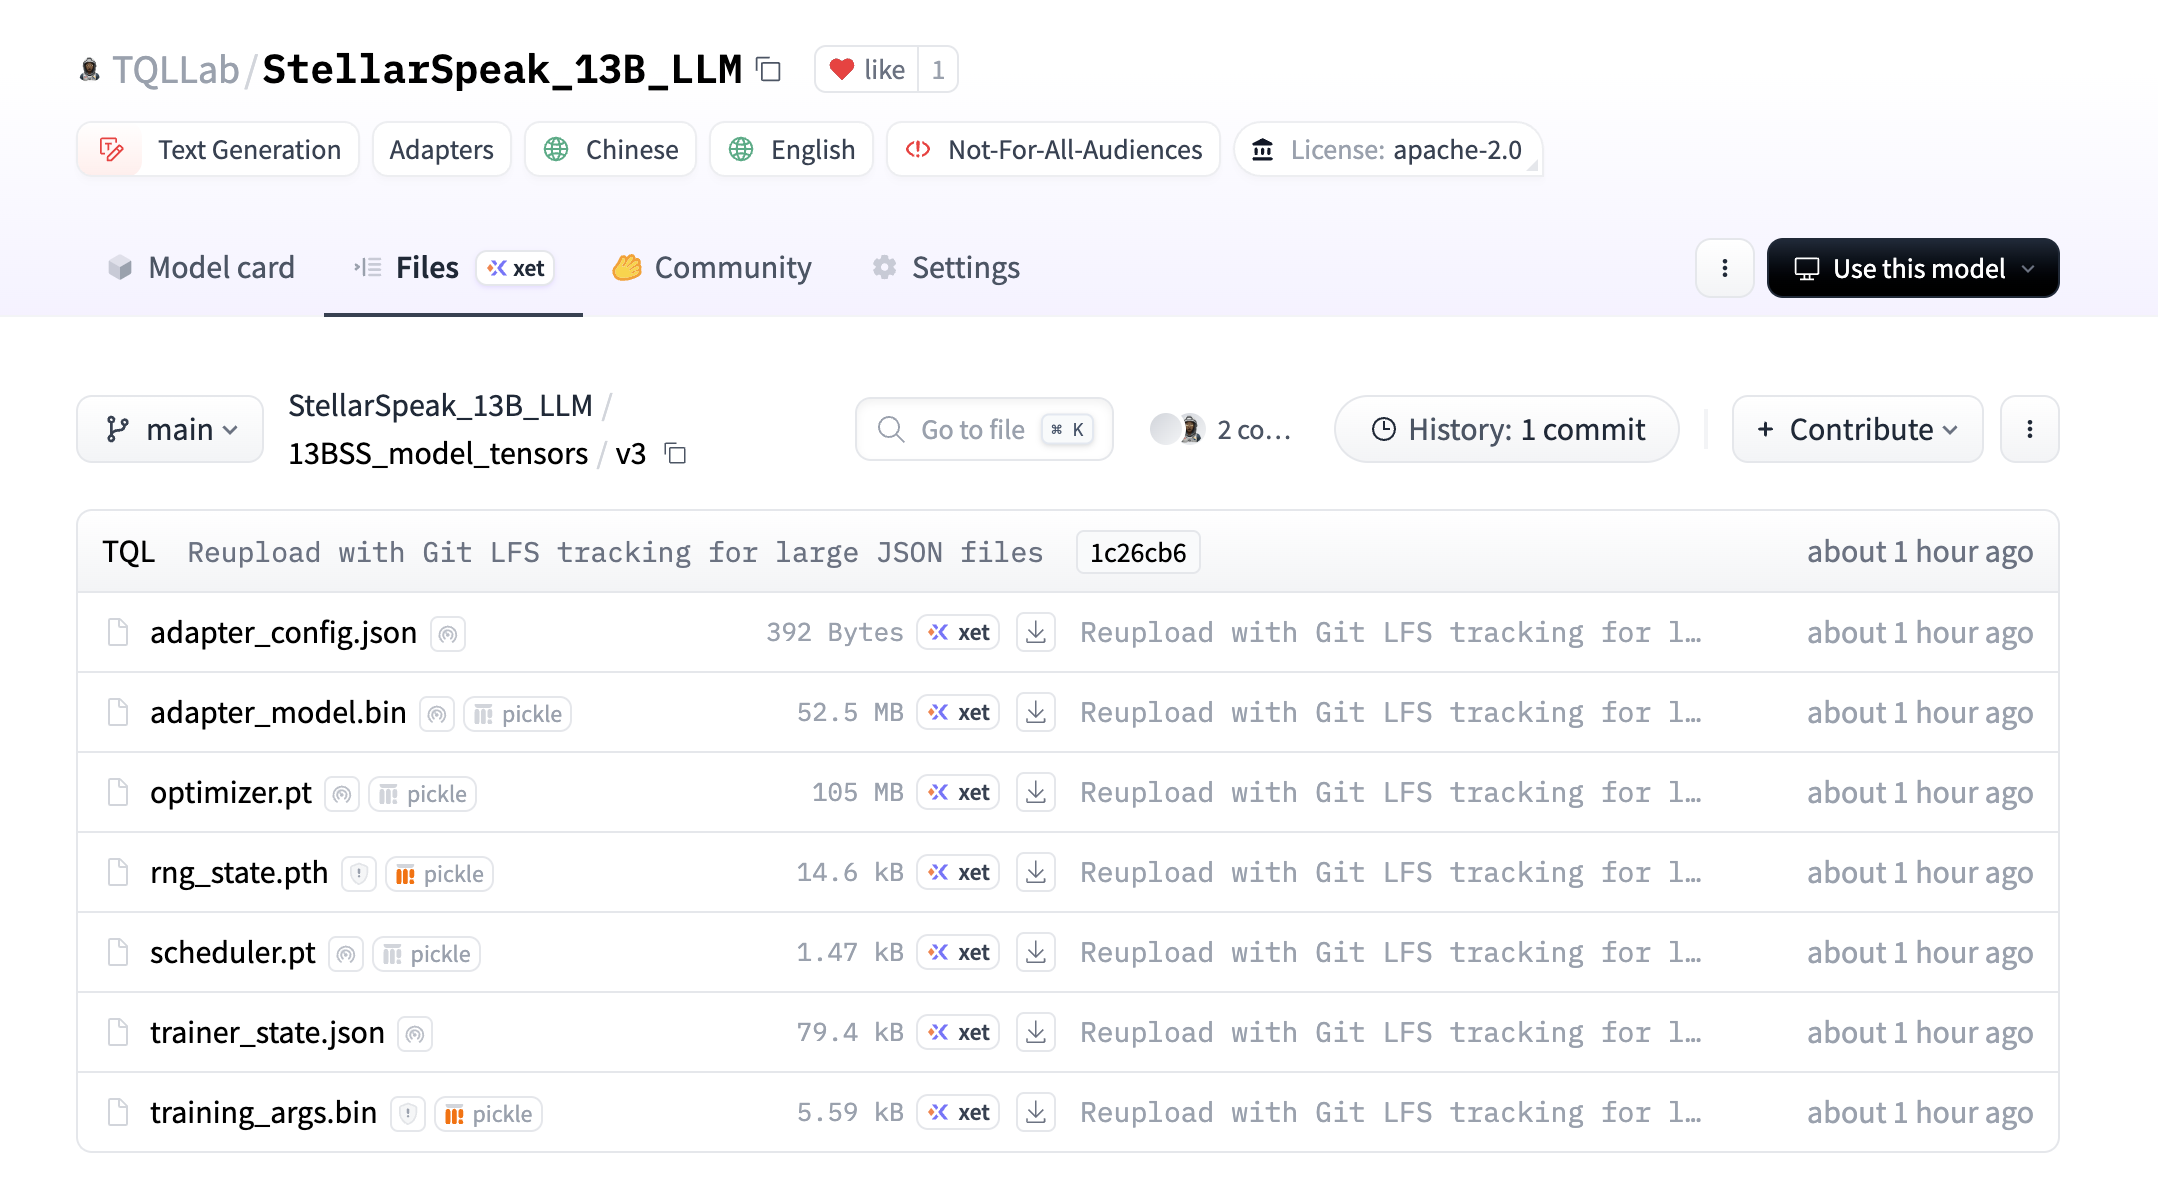 TQLLab/StellarSpeak_13B_LLM like 1
Text Generation Adapters Chinese English Not-For-All-Audiences License: apache-2.0
Model card Files xet Community Settings Use this model
main StellarSpeak_13B_LLM / 13BSS_model_tensors / v3 Go to file ⌘ K 2 co... History: 1 commit + Contribute
TQL Reupload with Git LFS tracking for large JSON files 1c26cb6 about 1 hour ago
adapter_config.json 392 Bytes xet Reupload with Git LFS tracking for l... about 1 hour ago
adapter_model.bin pickle 52.5 MB xet Reupload with Git LFS tracking for l... about 1 hour ago
optimizer.pt pickle 105 MB xet Reupload with Git LFS tracking for l... about 1 hour ago
rng_state.pth pickle 14.6 kB xet Reupload with Git LFS tracking for l... about 1 hour ago
scheduler.pt pickle 1.47 kB xet Reupload with Git LFS tracking for l... about 1 hour ago
trainer_state.json 79.4 kB xet Reupload with Git LFS tracking for l... about 1 hour ago
training_args.bin pickle 5.59 kB xet Reupload with Git LFS tracking for l... about 1 hour ago